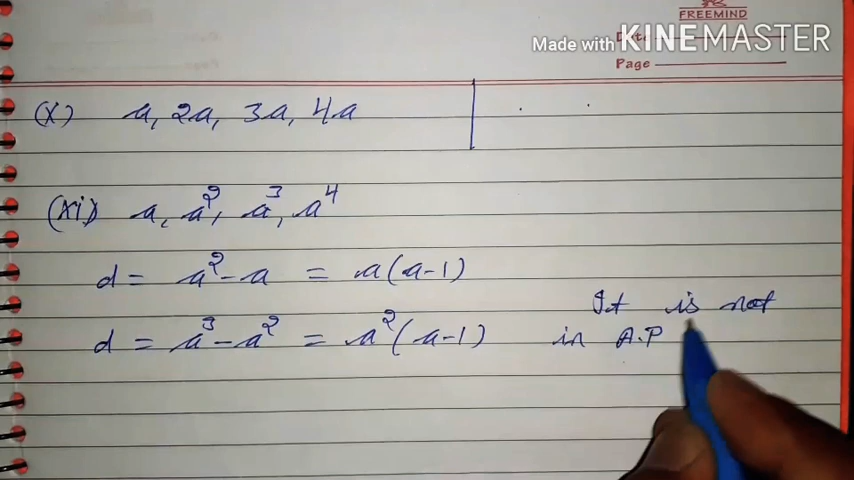 FREEMIND
Date
Made with KINEMASTER
Page
(X) a, 2a, 3a, 4a
(xi) a, a², a³, a⁴
d = a² - a = a(a-1)
d = a³ - a² = a²(a-1)
It is not
in A.P